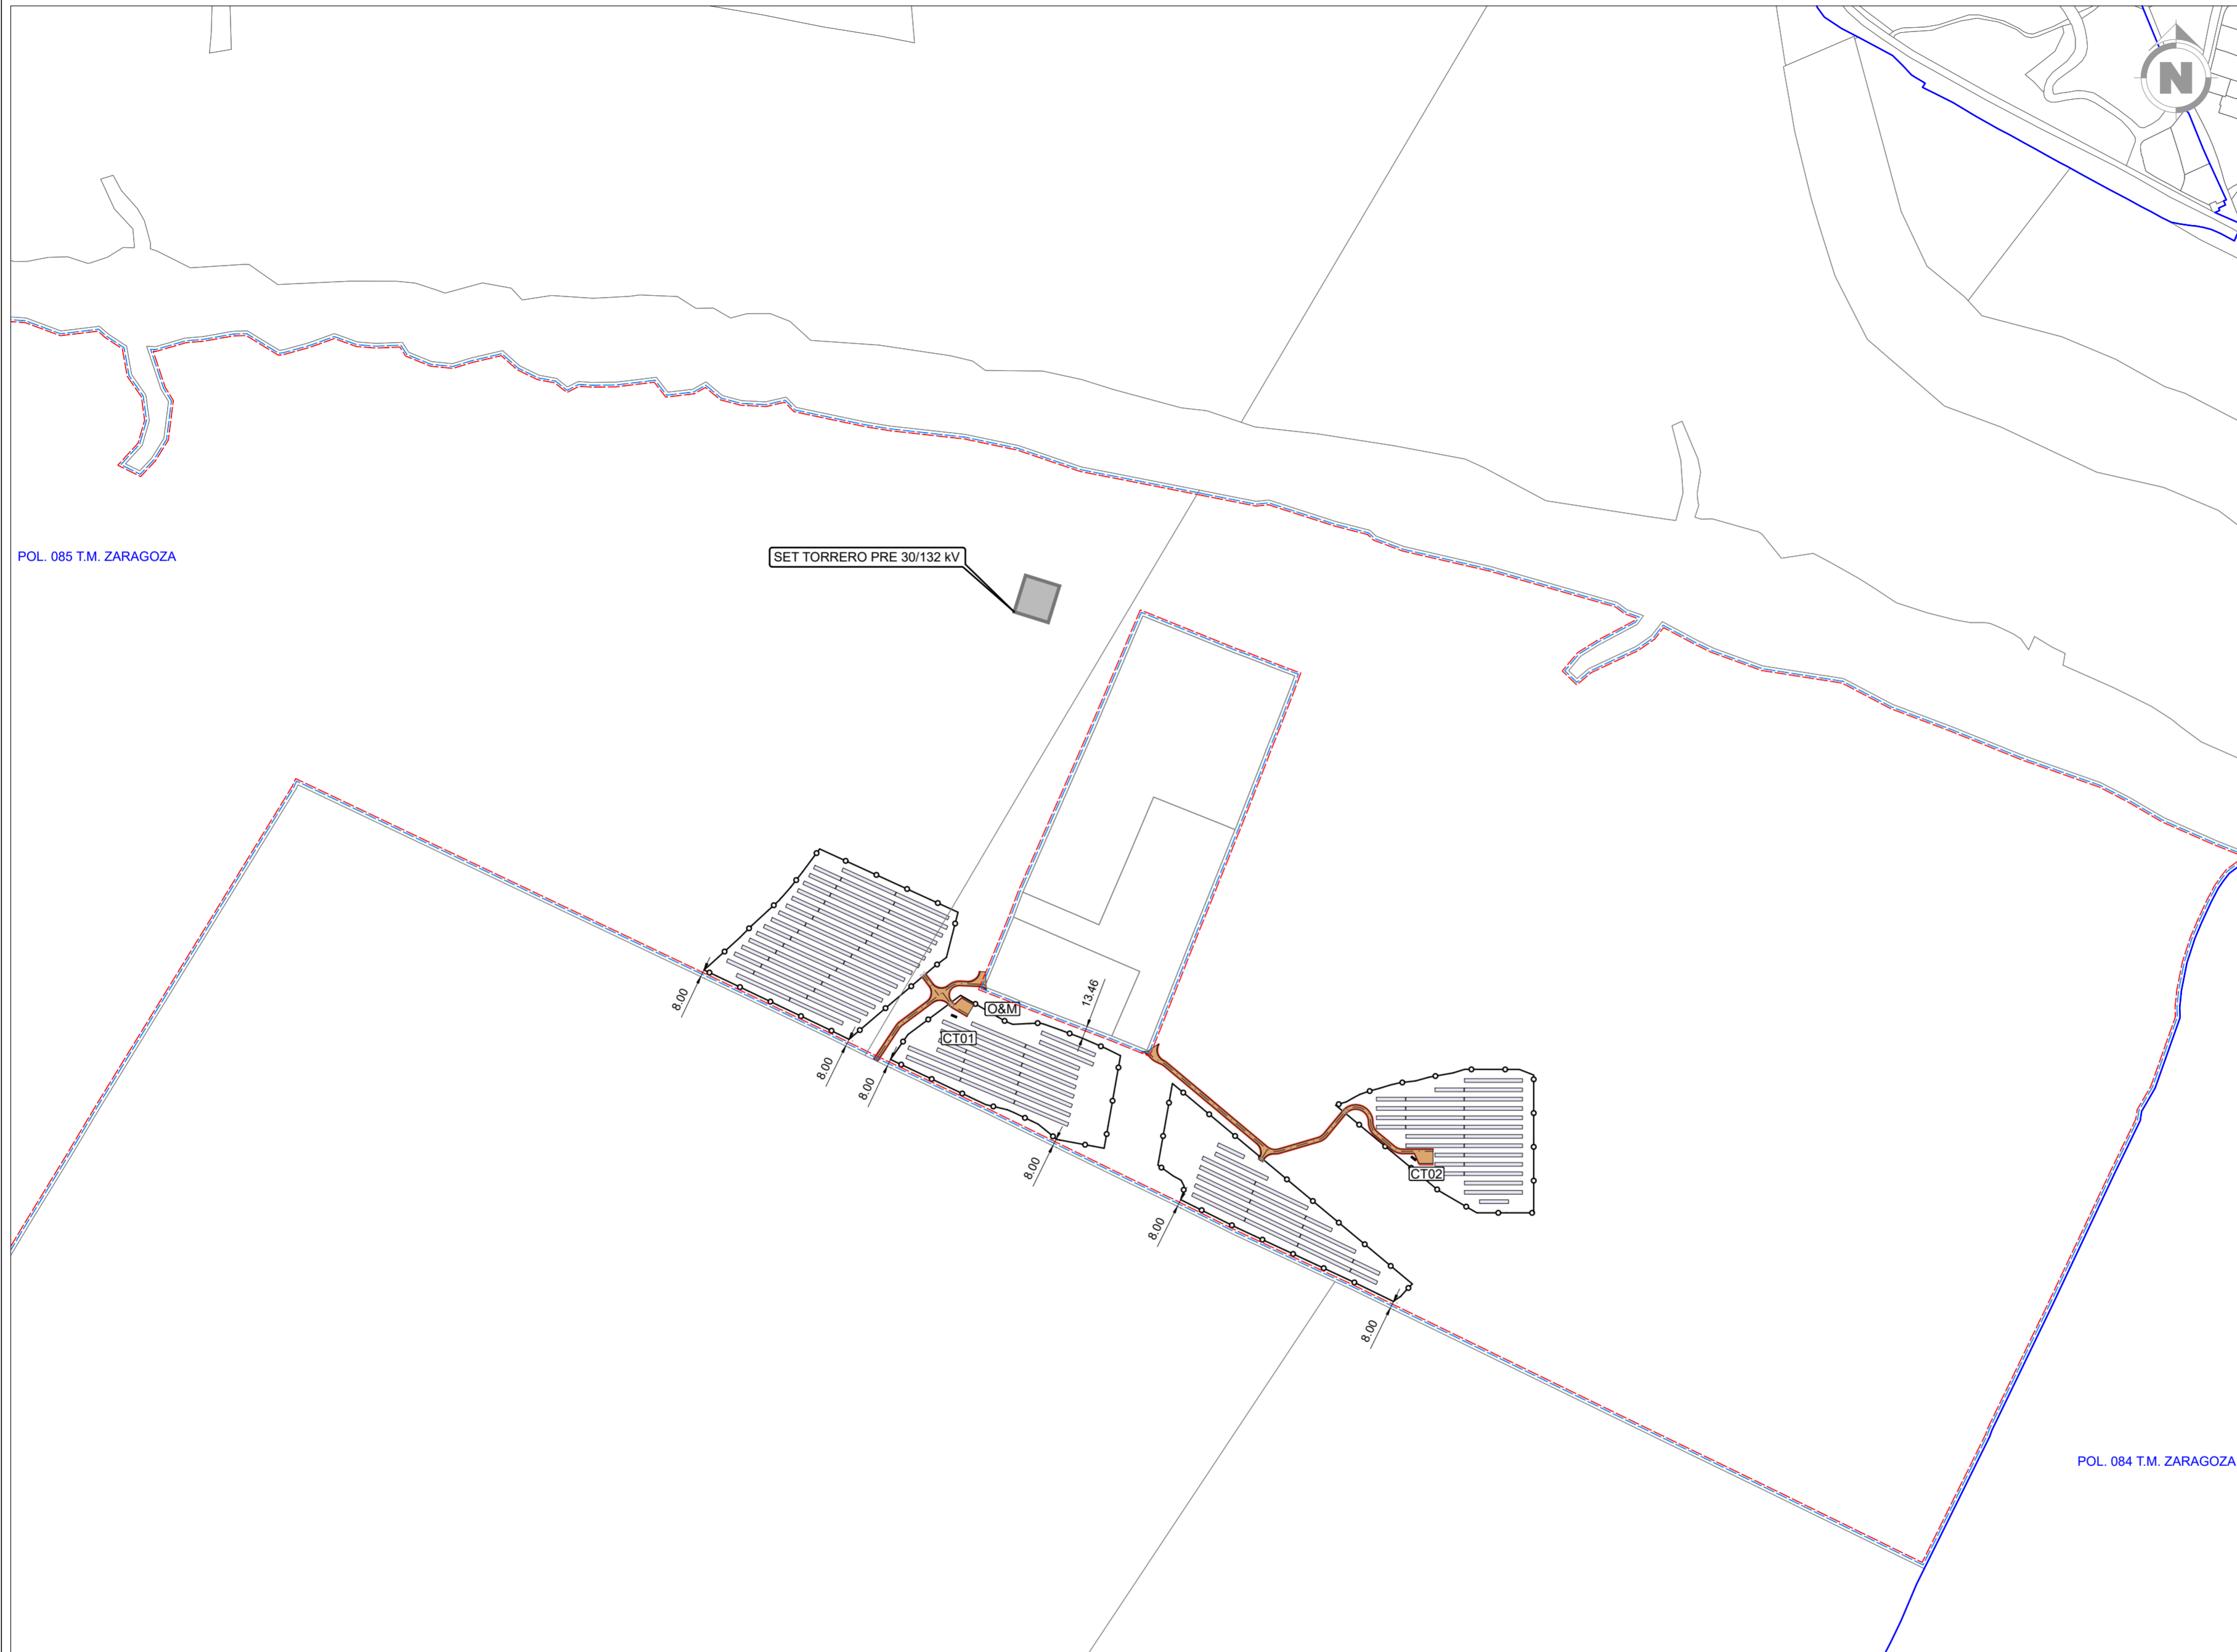 N
POL. 085 T.M. ZARAGOZA
SET TORRERO PRE 30/132 kV
8.00
O&M
13.46
CT01
8.00
8.00
8.00
CT02
8.00
8.00
POL. 084 T.M. ZARAGOZA